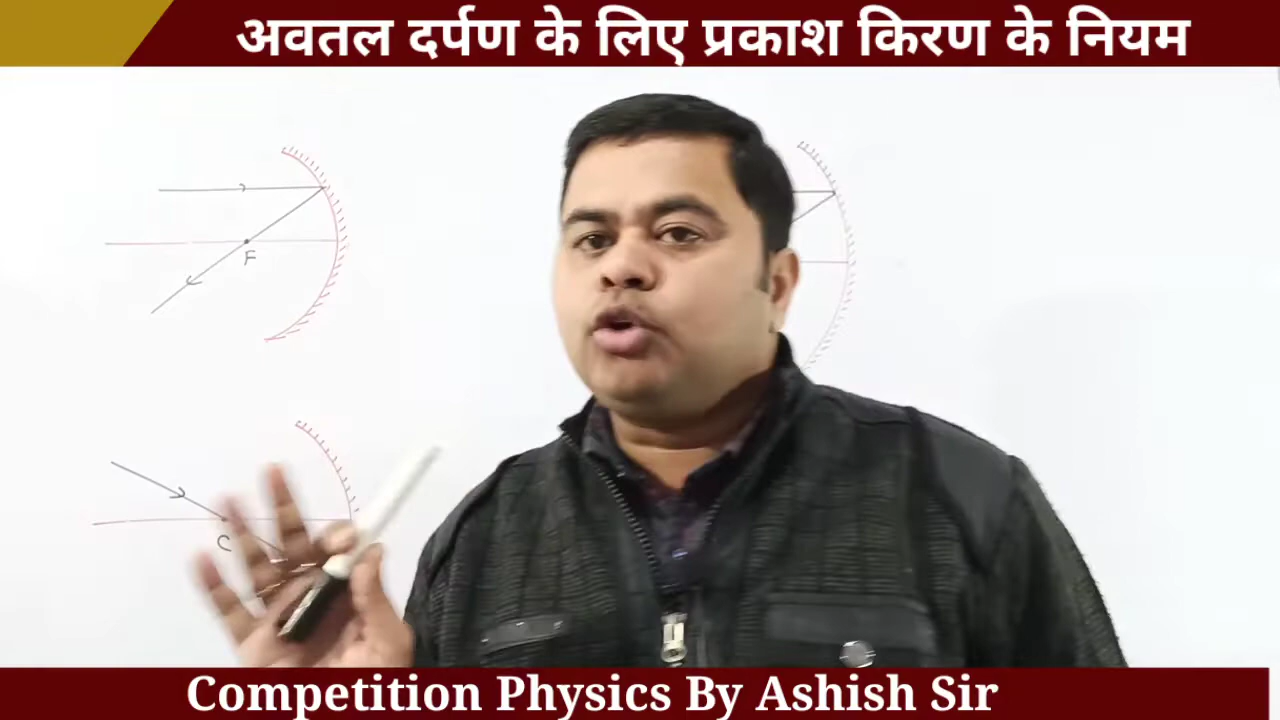 अवतल दर्पण के लिए प्रकाश किरण के नियम
F
C
Competition Physics By Ashish Sir